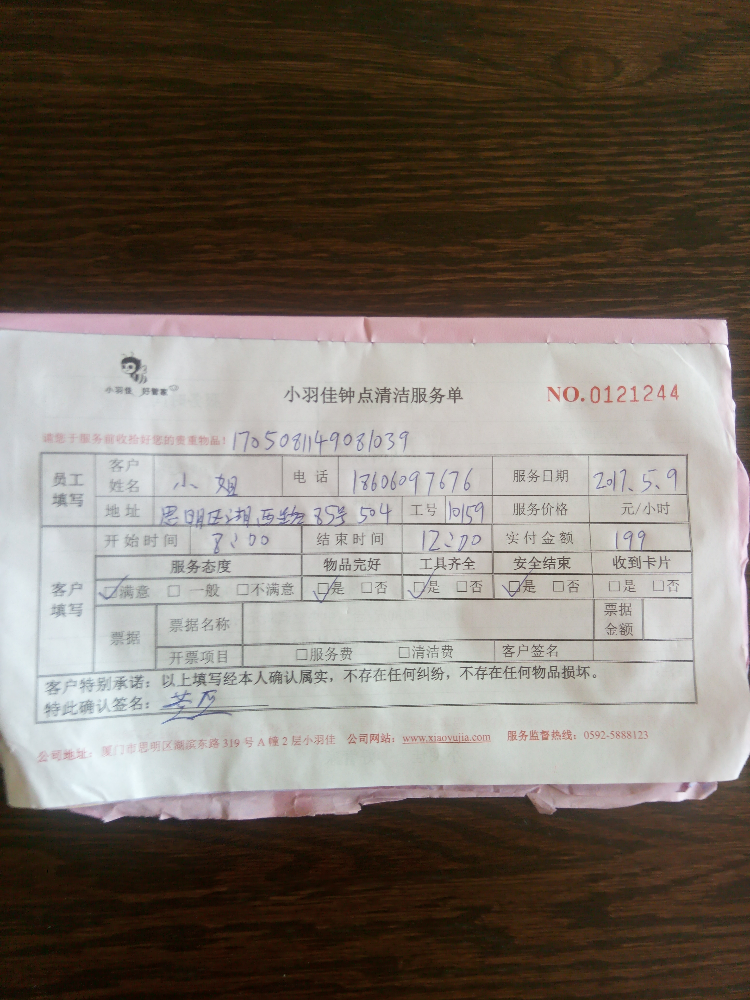 小羽佳 好管家
小羽佳钟点清洁服务单
NO.0121244
请您于服务前收拾好您的贵重物品! 1705081149081039
员工填写 客户姓名 小姐 电话 18606097676 服务日期 2017.5.9
地址 思明区湖 85号504 工号 10159 服务价格 元/小时
开始时间 8:00 结束时间 12:00 实付金额 199
客户填写 服务态度 物品完好 工具齐全 安全结束 收到卡片
☑满意 □ 一般 □不满意 ☑是 □否 ☑是 □否 ☑是 □否 □是 □否
票据 票据名称 票据金额
开票项目 □服务费 □清洁费 客户签名
客户特别承诺:以上填写经本人确认属实,不存在任何纠纷,不存在任何物品损坏。
特此确认签名:
公司地址:厦门市思明区湖滨东路 319 号 A 幢 2 层小羽佳 公司网站:www.xiaoyujia.com 服务监督热线:0592-5888123